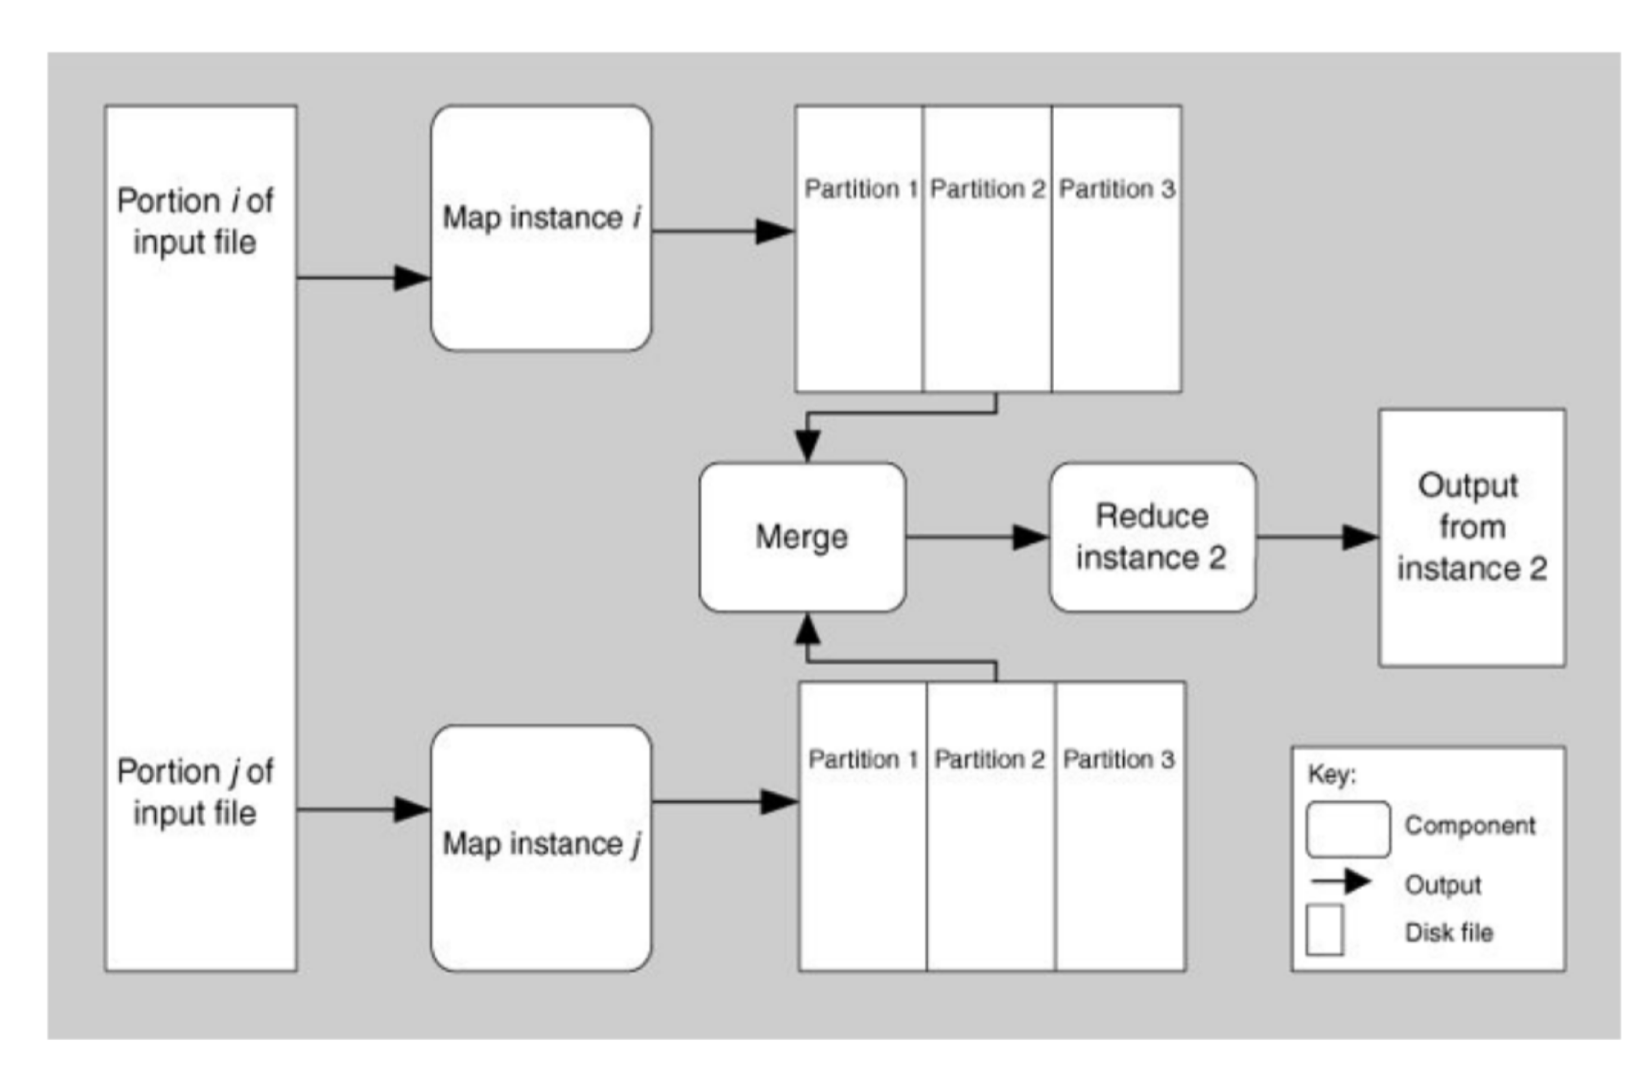 Portion i of
input file
Map instance i
Partition 1
Partition 2
Partition 3
Merge
Reduce
instance 2
Output
from
instance 2
Portion j of
input file
Map instance j
Partition 1
Partition 2
Partition 3
Key:
Component
Output
Disk file